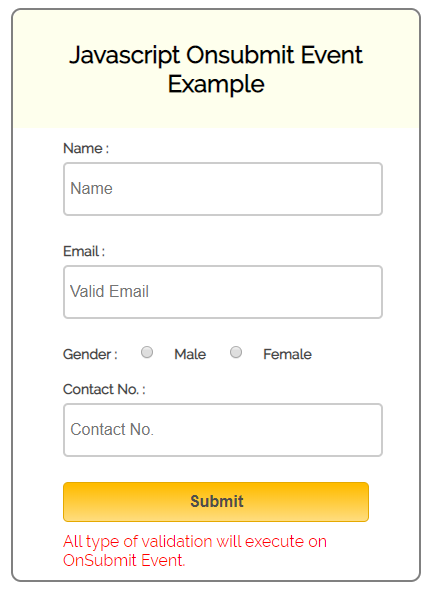 Javascript Onsubmit Event
Example
Name :
Name
Email :
Valid Email
Gender : Male Female
Contact No. :
Contact No.
Submit
All type of validation will execute on
OnSubmit Event.